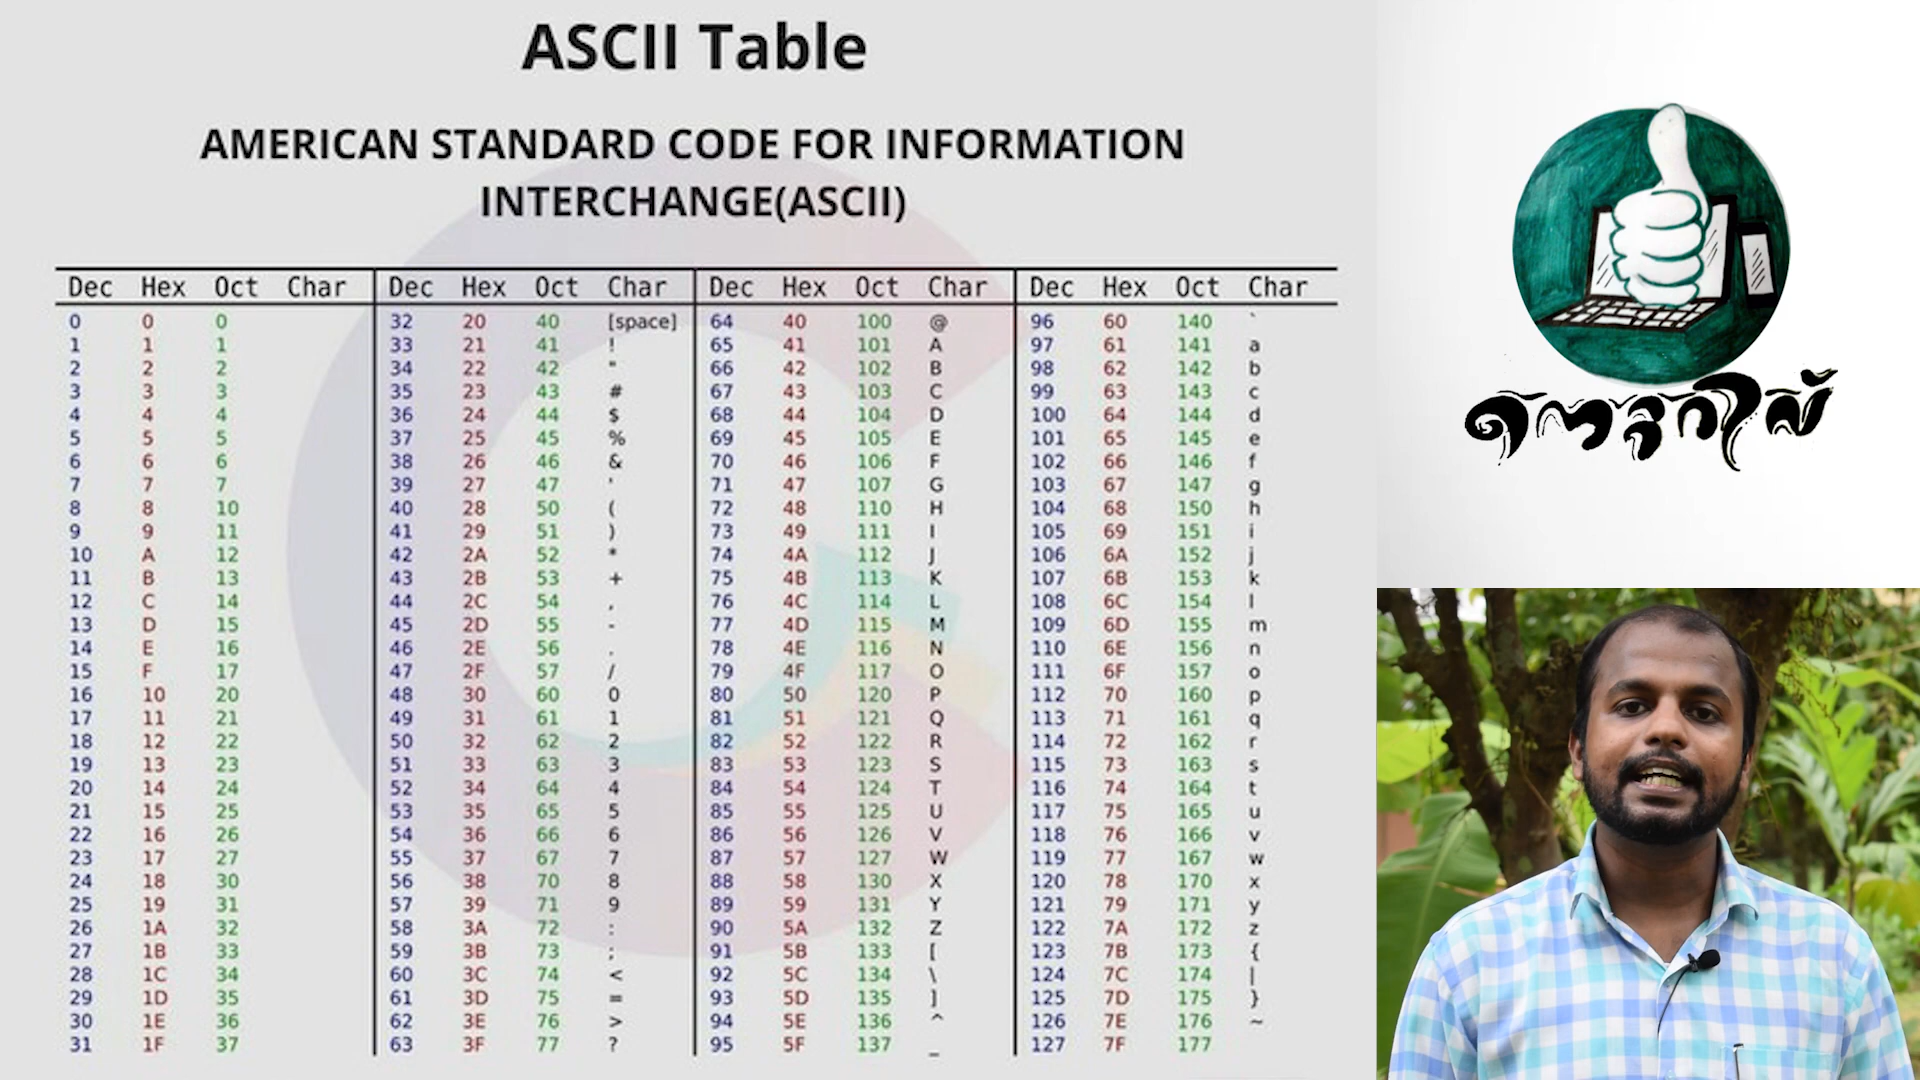 ASCII Table
AMERICAN STANDARD CODE FOR INFORMATION
INTERCHANGE(ASCII)
Dec Hex Oct Char Dec Hex Oct Char Dec Hex Oct Char Dec Hex Oct Char
0 0 0 32 20 40 [space] 64 40 100 @ 96 60 140 `
1 1 1 33 21 41 ! 65 41 101 A 97 61 141 a
2 2 2 34 22 42 " 66 42 102 B 98 62 142 b
3 3 3 35 23 43 # 67 43 103 C 99 63 143 c
4 4 4 36 24 44 $ 68 44 104 D 100 64 144 d
5 5 5 37 25 45 % 69 45 105 E 101 65 145 e
6 6 6 38 26 46 & 70 46 106 F 102 66 146 f
7 7 7 39 27 47 ' 71 47 107 G 103 67 147 g
8 8 10 40 28 50 ( 72 48 110 H 104 68 150 h
9 9 11 41 29 51 ) 73 49 111 I 105 69 151 i
10 A 12 42 2A 52 * 74 4A 112 J 106 6A 152 j
11 B 13 43 2B 53 + 75 4B 113 K 107 6B 153 k
12 C 14 44 2C 54 , 76 4C 114 L 108 6C 154 l
13 D 15 45 2D 55 - 77 4D 115 M 109 6D 155 m
14 E 16 46 2E 56 . 78 4E 116 N 110 6E 156 n
15 F 17 47 2F 57 / 79 4F 117 O 111 6F 157 o
16 10 20 48 30 60 0 80 50 120 P 112 70 160 p
17 11 21 49 31 61 1 81 51 121 Q 113 71 161 q
18 12 22 50 32 62 2 82 52 122 R 114 72 162 r
19 13 23 51 33 63 3 83 53 123 S 115 73 163 s
20 14 24 52 34 64 4 84 54 124 T 116 74 164 t
21 15 25 53 35 65 5 85 55 125 U 117 75 165 u
22 16 26 54 36 66 6 86 56 126 V 118 76 166 v
23 17 27 55 37 67 7 87 57 127 W 119 77 167 w
24 18 30 56 38 70 8 88 58 130 X 120 78 170 x
25 19 31 57 39 71 9 89 59 131 Y 121 79 171 y
26 1A 32 58 3A 72 : 90 5A 132 Z 122 7A 172 z
27 1B 33 59 3B 73 ; 91 5B 133 [ 123 7B 173 {
28 1C 34 60 3C 74 < 92 5C 134 \ 124 7C 174 |
29 1D 35 61 3D 75 = 93 5D 135 ] 125 7D 175 }
30 1E 36 62 3E 76 > 94 5E 136 ^ 126 7E 176 ~
31 1F 37 63 3F 77 ? 95 5F 137 _ 127 7F 177